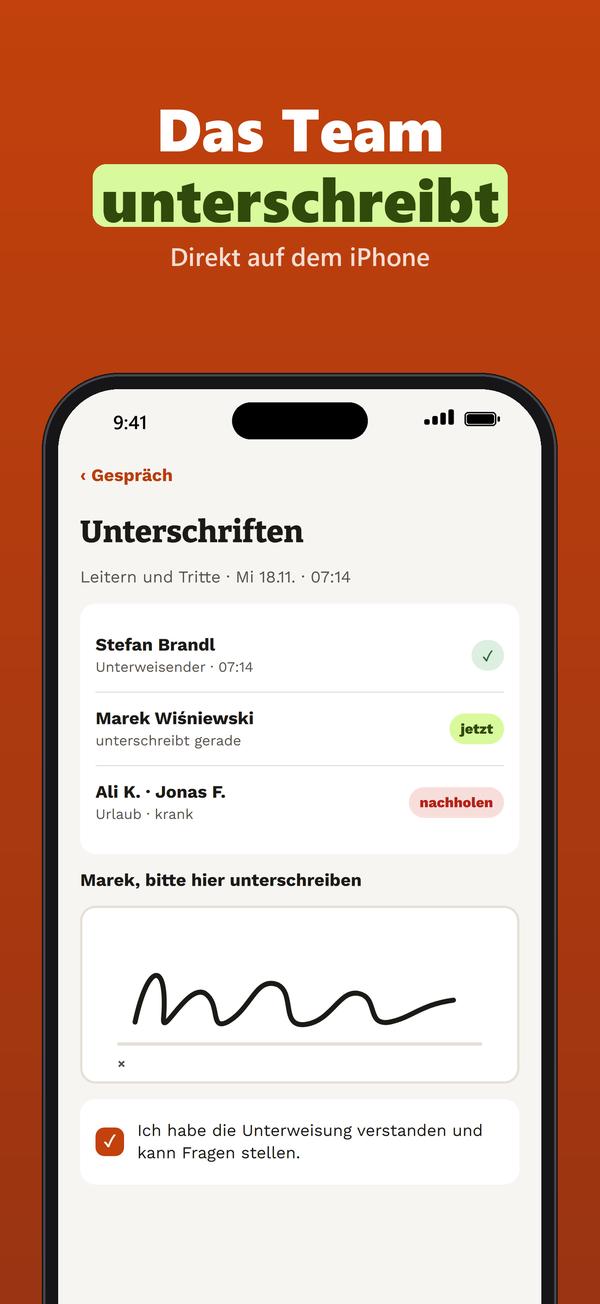 Das Team
unterschreibt
Direkt auf dem iPhone
9:41
‹ Gespräch
Unterschriften
Leitern und Tritte · Mi 18.11. · 07:14
Stefan Brandl
Unterweisender · 07:14
✓
Marek Wiśniewski
unterschreibt gerade
jetzt
Ali K. · Jonas F.
Urlaub · krank
nachholen
Marek, bitte hier unterschreiben
×
✓
Ich habe die Unterweisung verstanden und
kann Fragen stellen.